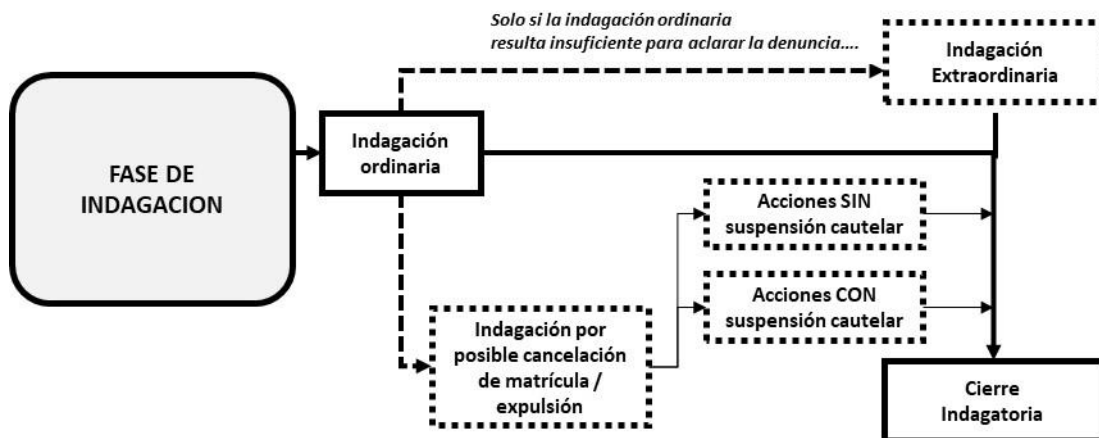 Solo si la indagación ordinaria
resulta insuficiente para aclarar la denuncia....
Indagación
Extraordinaria
FASE DE
INDAGACION
Indagación
ordinaria
Acciones SIN
suspensión cautelar
Acciones CON
suspensión cautelar
Indagación por
posible cancelación
de matrícula /
expulsión
Cierre
Indagatoria